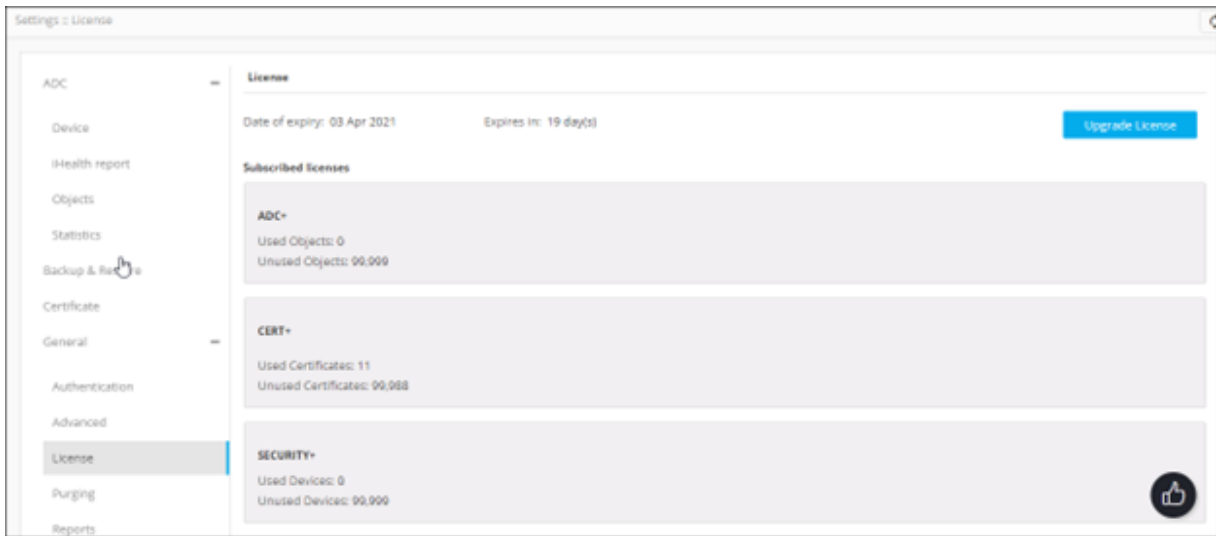 Settings :: License
ADC
Device
iHealth report
Objects
Statistics
Backup &
Certificate
General
Authentication
Advanced
License
Purging
Reports
License
Date of expiry: 03 Apr 2021 Expires in: 19 day(s)
Upgrade License
Subscribed licenses
ADC+
Used Objects: 0
Unused Objects: 99,999
CERT+
Used Certificates: 11
Unused Certificates: 99,988
SECURITY+
Used Devices: 0
Unused Devices: 99,999